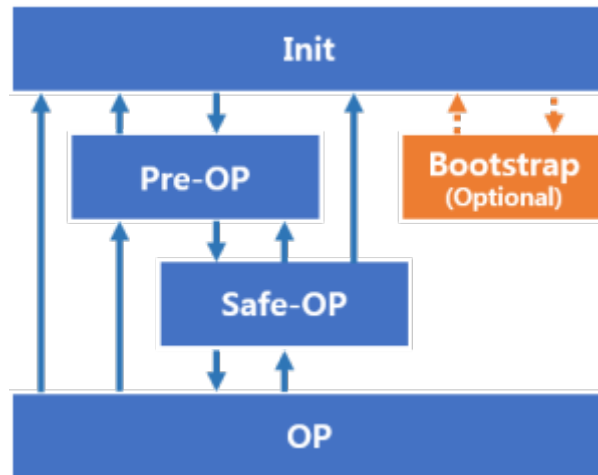 Init
Pre-OP
Bootstrap
(Optional)
Safe-OP
OP